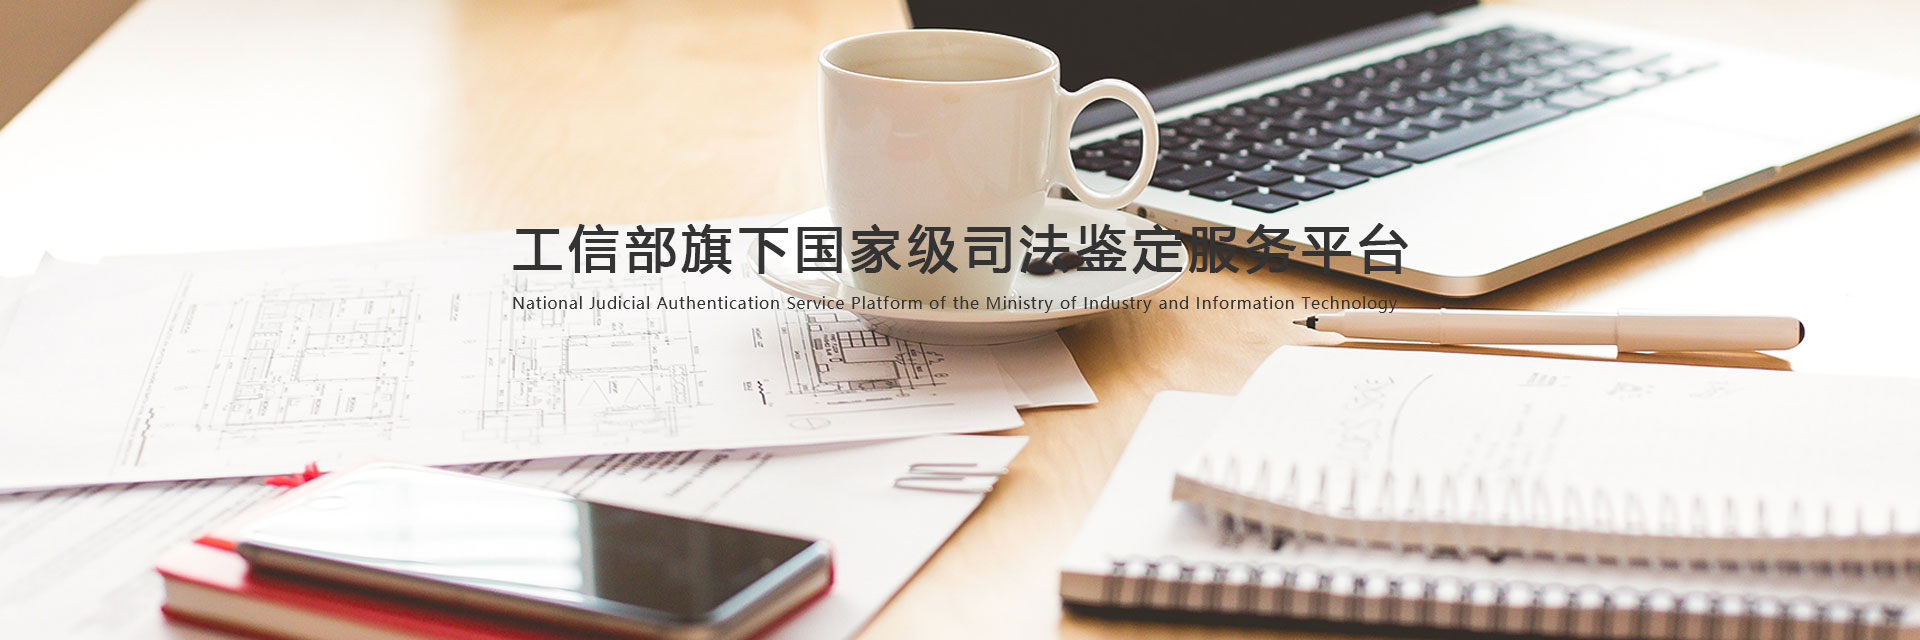 工信部旗下国家级司法鉴定服务平台
National Judicial Authentication Service Platform of the Ministry of Industry and Information Technology